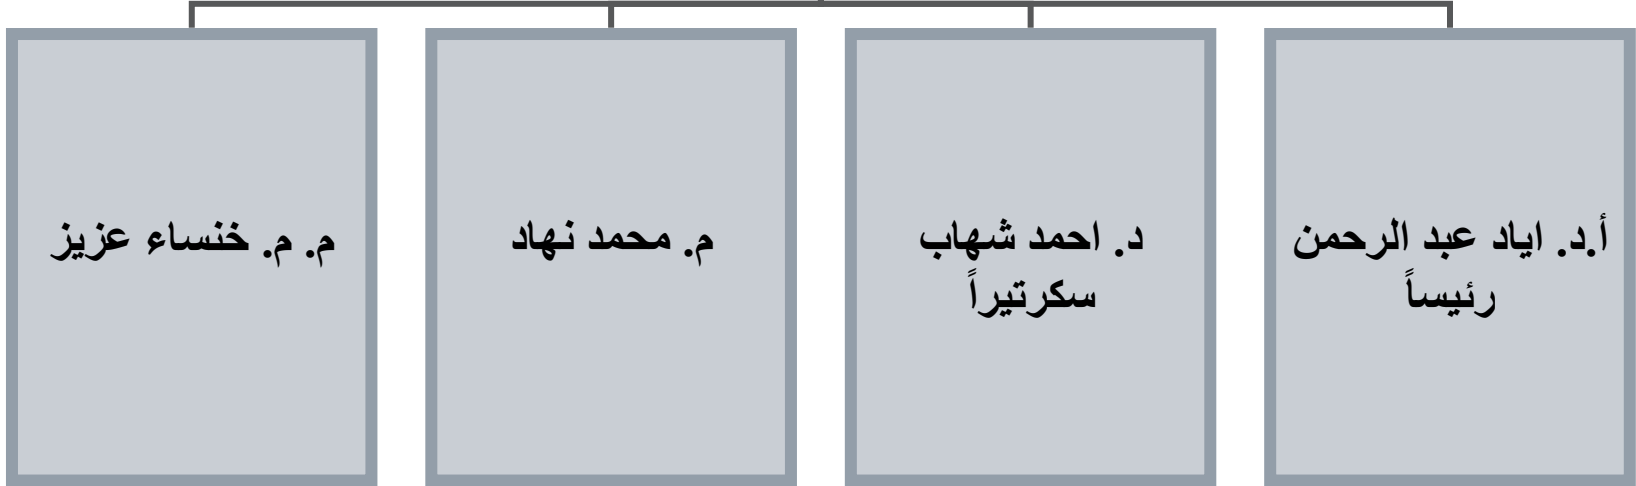 أ.د. اياد عبد الرحمن
رئيساً
د. احمد شهاب
سكرتيراً
م. محمد نهاد
م. م. خنساء عزيز